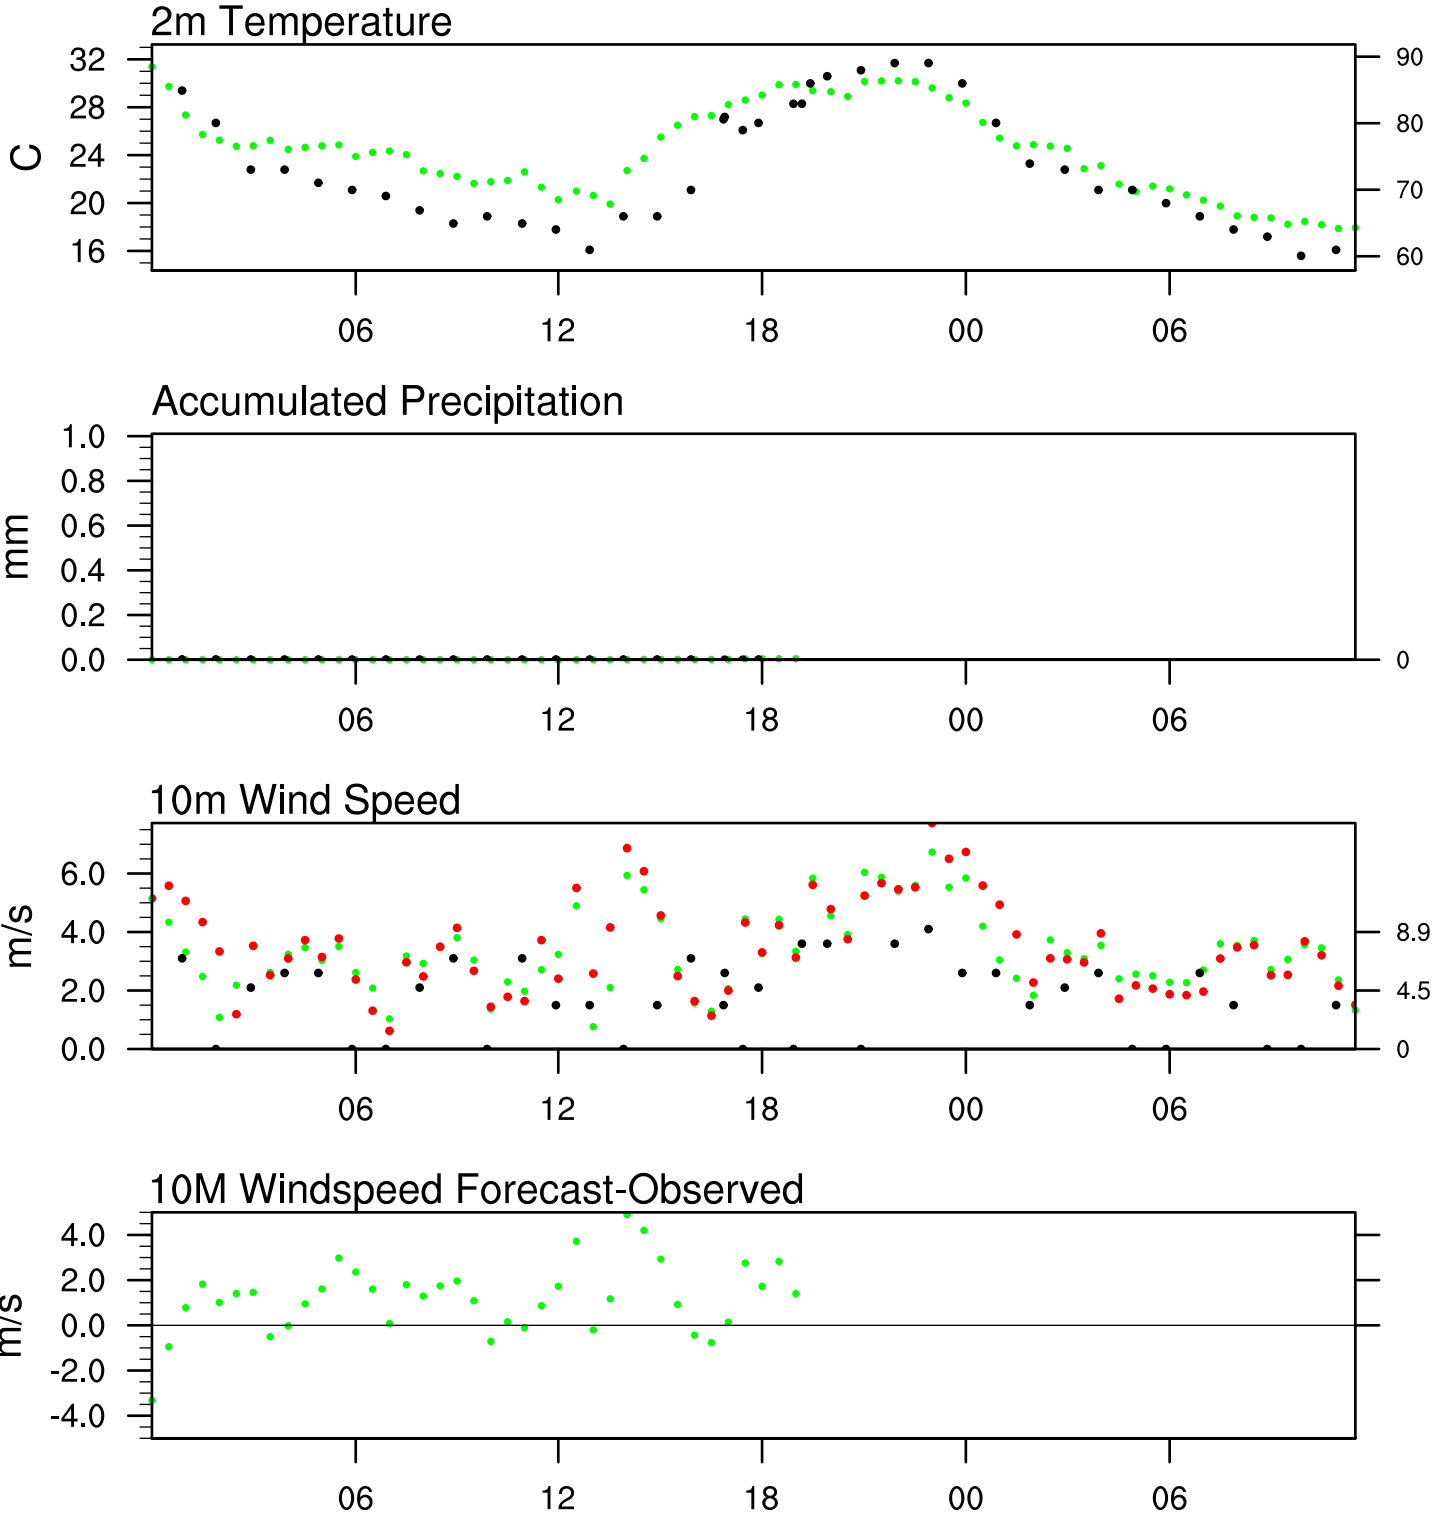 2m Temperature
32
28
24
20
16
C
90
80
70
60
06 12 18 00 06
Accumulated Precipitation
1.0
0.8
0.6
0.4
0.2
0.0
mm
0
06 12 18 00 06
10m Wind Speed
6.0
4.0
2.0
0.0
m/s
8.9
4.5
0
06 12 18 00 06
10M Windspeed Forecast-Observed
4.0
2.0
0.0
-2.0
-4.0
m/s
06 12 18 00 06